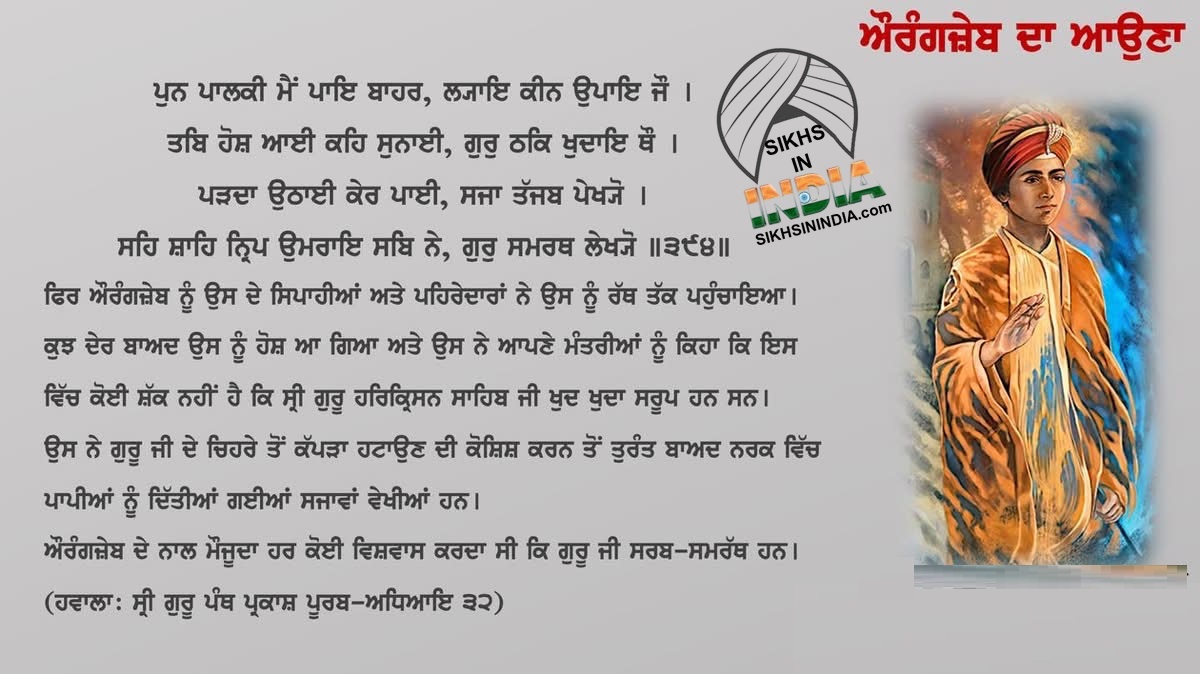 ਔਰੰਗਜ਼ੇਬ ਦਾ ਆਉਣਾ
ਪੁਨ ਪਾਲਕੀ ਮੈਂ ਪਾਇ ਬਾਹਰ, ਲ੍ਯਾਇ ਕੀਨ ਉਪਾਇ ਜੌ ।
ਤਬਿ ਹੋਸ਼ ਆਈ ਕਹਿ ਸੁਨਾਈ, ਗੁਰੁ ਠਕਿ ਖੁਦਾਇ ਥੌ ।
ਪੜਦਾ ਉਠਾਈ ਕੇਰ ਪਾਈ, ਸਜਾ ਤੱਜਬ ਪੇਖ੍ਯੋ ।
ਸਹਿ ਸ਼ਾਹਿ ਨ੍ਰਿਪ ਉਮਰਾਇ ਸਬਿ ਨੇ, ਗੁਰੁ ਸਮਰਥ ਲੇਖ੍ਯੋ ॥੩੯੪॥
SIKHS
IN
INDIA
SIKHSININDIA.com
ਫਿਰ ਔਰੰਗਜ਼ੇਬ ਨੂੰ ਉਸ ਦੇ ਸਿਪਾਹੀਆਂ ਅਤੇ ਪਹਿਰੇਦਾਰਾਂ ਨੇ ਉਸ ਨੂੰ ਰੱਥ ਤੱਕ ਪਹੁੰਚਾਇਆ।
ਕੁਝ ਦੇਰ ਬਾਅਦ ਉਸ ਨੂੰ ਹੋਸ਼ ਆ ਗਿਆ ਅਤੇ ਉਸ ਨੇ ਆਪਣੇ ਮੰਤਰੀਆਂ ਨੂੰ ਕਿਹਾ ਕਿ ਇਸ
ਵਿੱਚ ਕੋਈ ਸ਼ੱਕ ਨਹੀਂ ਹੈ ਕਿ ਸ੍ਰੀ ਗੁਰੂ ਹਰਿਕ੍ਰਿਸਨ ਸਾਹਿਬ ਜੀ ਖੁਦ ਖੁਦਾ ਸਰੂਪ ਹਨ ਸਨ।
ਉਸ ਨੇ ਗੁਰੂ ਜੀ ਦੇ ਚਿਹਰੇ ਤੋਂ ਕੱਪੜਾ ਹਟਾਉਣ ਦੀ ਕੋਸ਼ਿਸ਼ ਕਰਨ ਤੋਂ ਤੁਰੰਤ ਬਾਅਦ ਨਰਕ ਵਿੱਚ
ਪਾਪੀਆਂ ਨੂੰ ਦਿੱਤੀਆਂ ਗਈਆਂ ਸਜਾਵਾਂ ਵੇਖੀਆਂ ਹਨ।
ਔਰੰਗਜ਼ੇਬ ਦੇ ਨਾਲ ਮੌਜੂਦਾ ਹਰ ਕੋਈ ਵਿਸ਼ਵਾਸ ਕਰਦਾ ਸੀ ਕਿ ਗੁਰੂ ਜੀ ਸਰਬ-ਸਮਰੱਥ ਹਨ।
(ਹਵਾਲਾ: ਸ੍ਰੀ ਗੁਰੂ ਪੰਥ ਪ੍ਰਕਾਸ਼ ਪੂਰਬ-ਅਧਿਆਇ ੩੨)